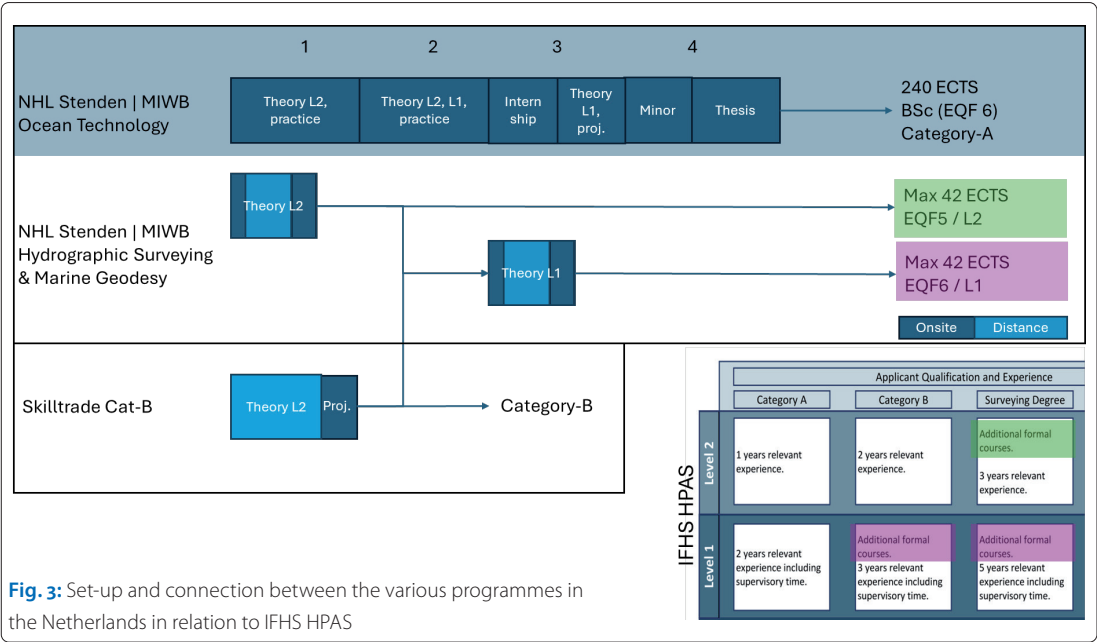 1
2
3
4
NHL Stenden | MIWB
Ocean Technology
Theory L2,
practice
Theory L2, L1,
practice
Intern
ship
Theory
L1,
proj.
Minor
Thesis
240 ECTS
BSc (EQF 6)
Category-A
NHL Stenden | MIWB
Hydrographic Surveying
& Marine Geodesy
Theory L2
Max 42 ECTS
EQF5 / L2
Theory L1
Max 42 ECTS
EQF6 / L1
Onsite
Distance
Skilltrade Cat-B
Theory L2
Proj.
Category-B
IFHS HPAS
Applicant Qualification and Experience
Category A
Category B
Surveying Degree
Level 2
1 years relevant
experience.
2 years relevant
experience.
Additional formal
courses.
3 years relevant
experience.
Level 1
2 years relevant
experience including
supervisory time.
Additional formal
courses.
3 years relevant
experience including
supervisory time.
Additional formal
courses.
5 years relevant
experience including
supervisory time.
Fig. 3: Set-up and connection between the various programmes in
the Netherlands in relation to IFHS HPAS